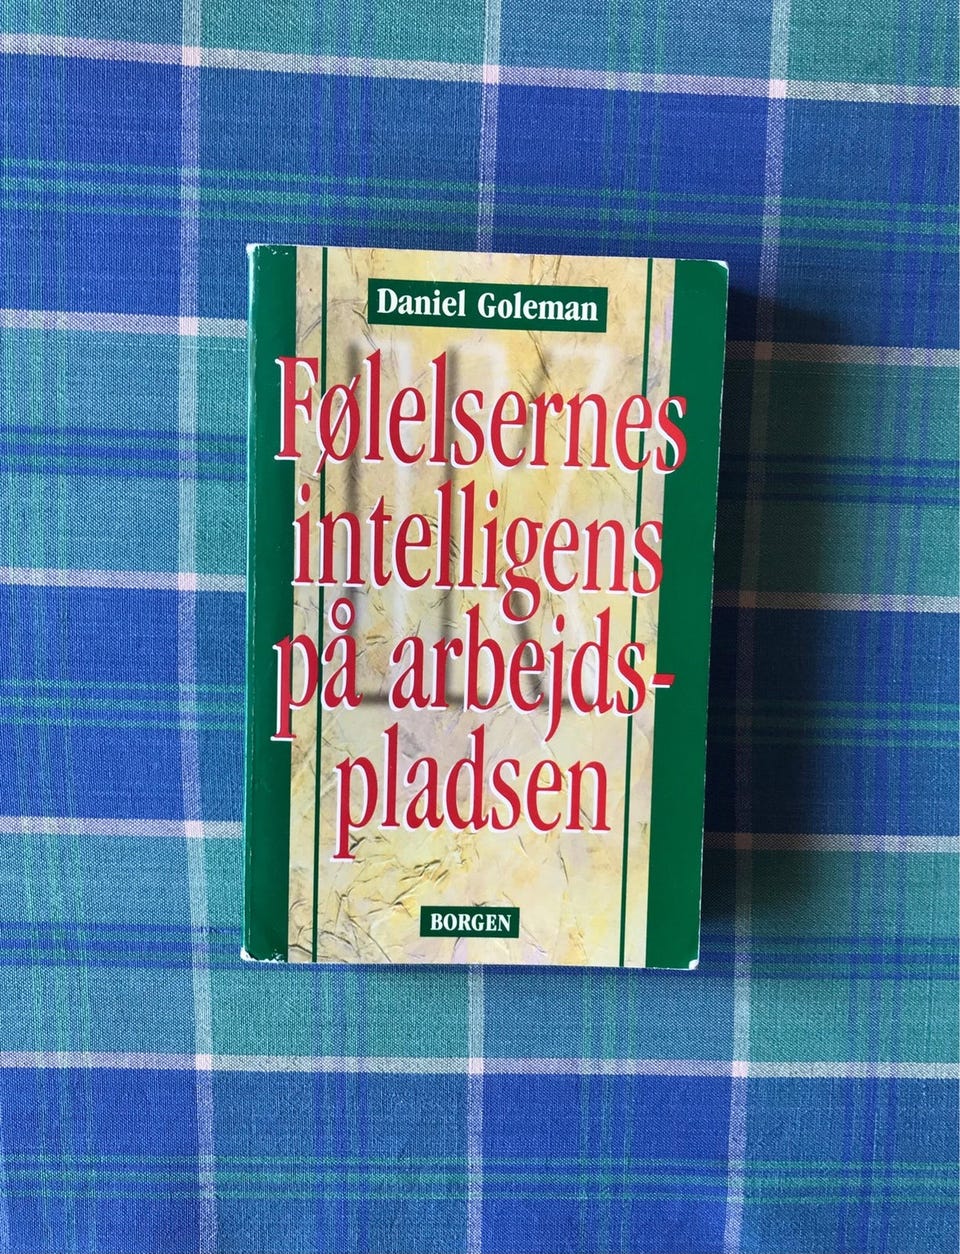 Daniel Goleman
Følelsernes
intelligens
på arbejds-
pladsen
BORGEN